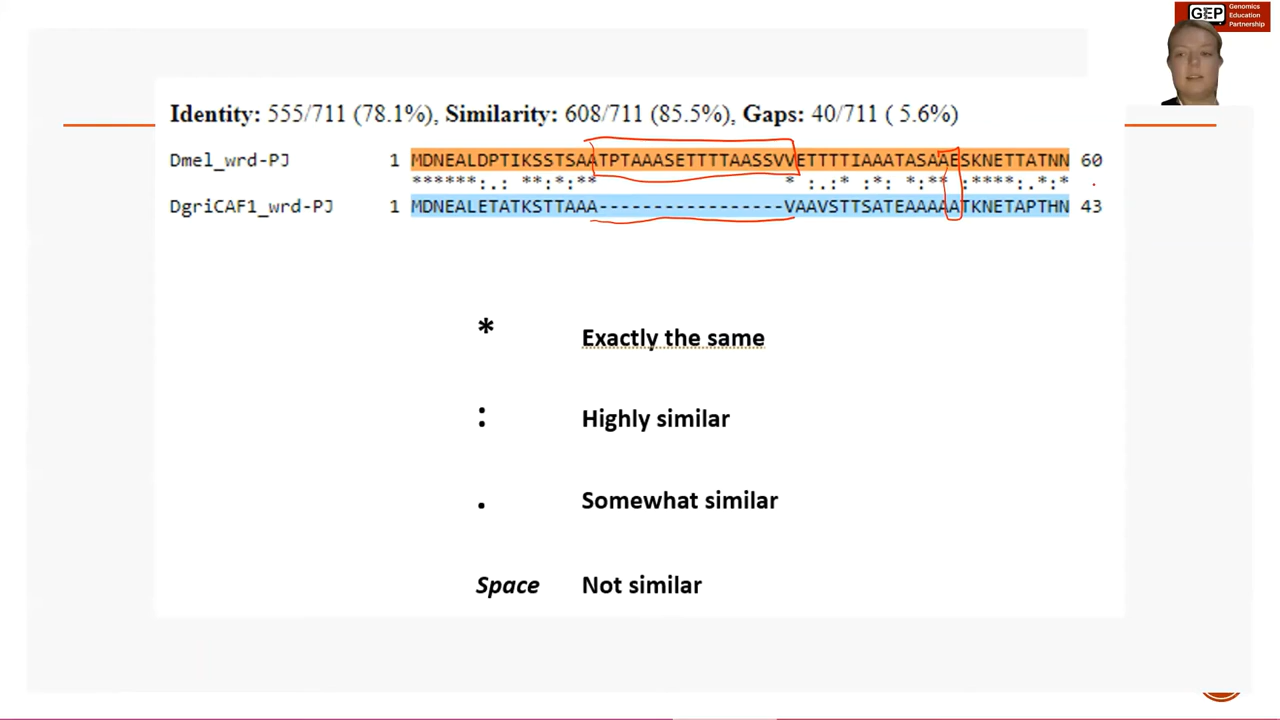 GEP Genomics Education Partnership
Identity: 555/711 (78.1%), Similarity: 608/711 (85.5%), Gaps: 40/711 ( 5.6%)
Dmel_wrd-PJ 1 MDNEALDPTIKSSTSAATPTAAASETTTTAASSVVETTTTIAAATASAAESKNETTATNN 60
******:.: **:*:**                 * :.:* :*: *:** :****:.*:*
DgriCAF1_wrd-PJ 1 MDNEALETATKSTTAAA-----------------VAAVSTTSATEAAAAATKNETAPTHN 43
* Exactly the same
: Highly similar
. Somewhat similar
Space Not similar